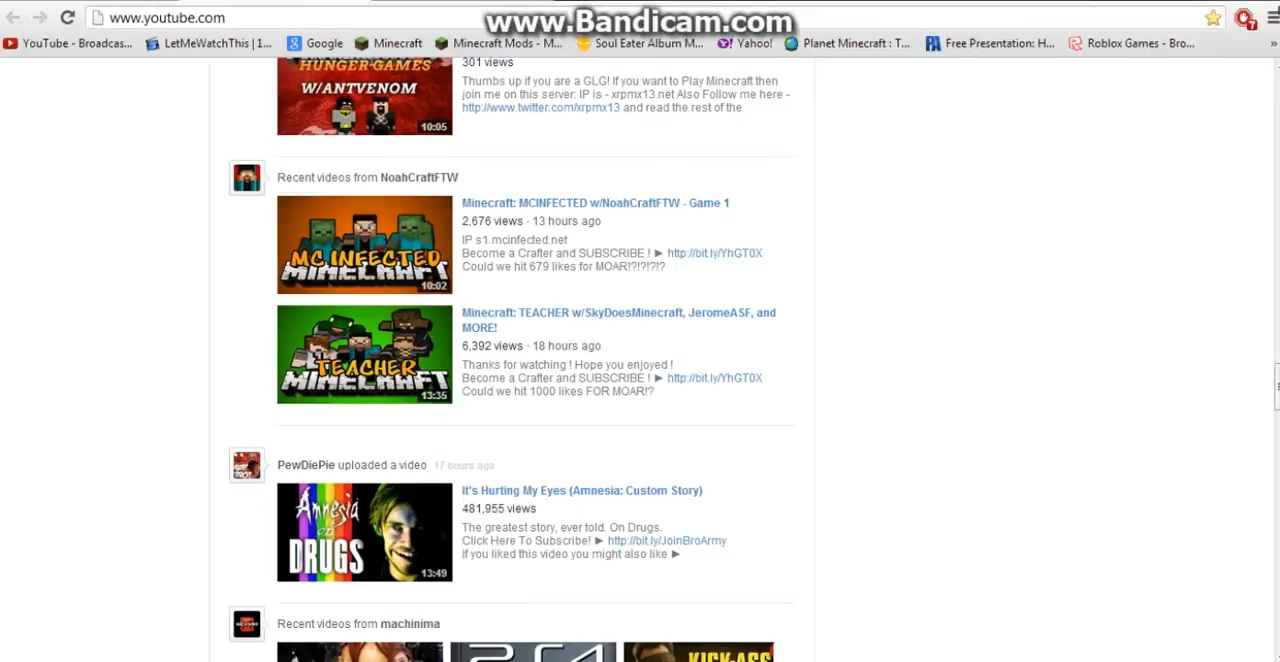 www.youtube.com
www.Bandicam.com
YouTube - Broadcas...
LetMeWatchThis | 1...
Google
Minecraft
Minecraft Mods - M...
Soul Eater Album M...
Yahoo!
Planet Minecraft : T...
Free Presentation: H...
Roblox Games - Bro...
»
HUNGER-GAMES
W/ANTVENOM
10:05
301 views
Thumbs up if you are a GLG! If you want to Play Minecraft then
join me on this server: IP is - xrpmx13.net Also Follow me here -
http://www.twitter.com/xrpmx13 and read the rest of the
Recent videos from NoahCraftFTW
MC INFECTED
MINECRAFT
10:02
Minecraft: MCINFECTED w/NoahCraftFTW - Game 1
2,676 views · 13 hours ago
IP s1.mcinfected.net
Become a Crafter and SUBSCRIBE ! ► http://bit.ly/YhGT0X
Could we hit 679 likes for MOAR!?!?!?!?
TEACHER
MINECRAFT
13:35
Minecraft: TEACHER w/SkyDoesMinecraft, JeromeASF, and
MORE!
6,392 views · 18 hours ago
Thanks for watching ! Hope you enjoyed !
Become a Crafter and SUBSCRIBE ! ► http://bit.ly/YhGT0X
Could we hit 1000 likes FOR MOAR!?
PewDiePie uploaded a video 17 hours ago
Amnesia
on
DRUGS
13:49
It's Hurting My Eyes (Amnesia: Custom Story)
481,955 views
The greatest story, ever told. On Drugs.
Click Here To Subscribe! ► http://bit.ly/JoinBroArmy
If you liked this video you might also like ►
Recent videos from machinima
PS4
KICK-ASS